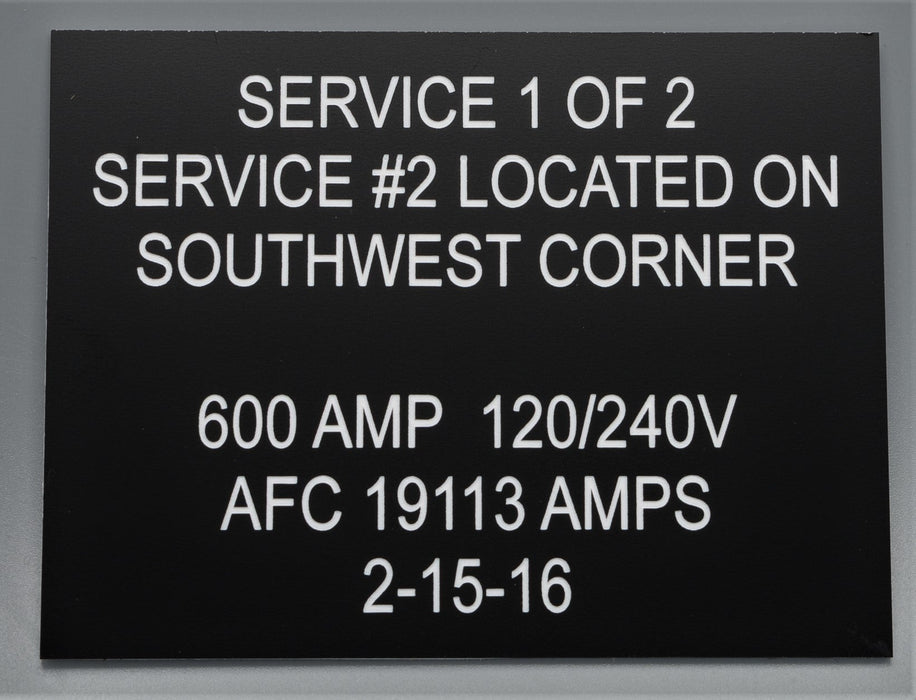 SERVICE 1 OF 2
SERVICE #2 LOCATED ON
SOUTHWEST CORNER
600 AMP 120/240V
AFC 19113 AMPS
2-15-16